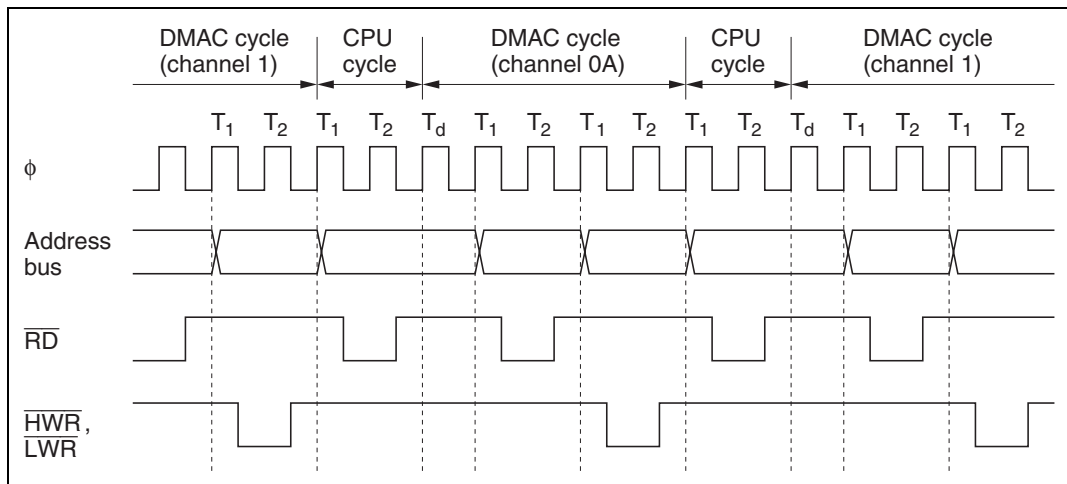 DMAC cycle (channel 1)
CPU cycle
DMAC cycle (channel 0A)
CPU cycle
DMAC cycle (channel 1)
T1 T2 T1 T2 Td T1 T2 T1 T2 T1 T2 Td T1 T2 T1 T2
ϕ
Address bus
RD
HWR,
LWR